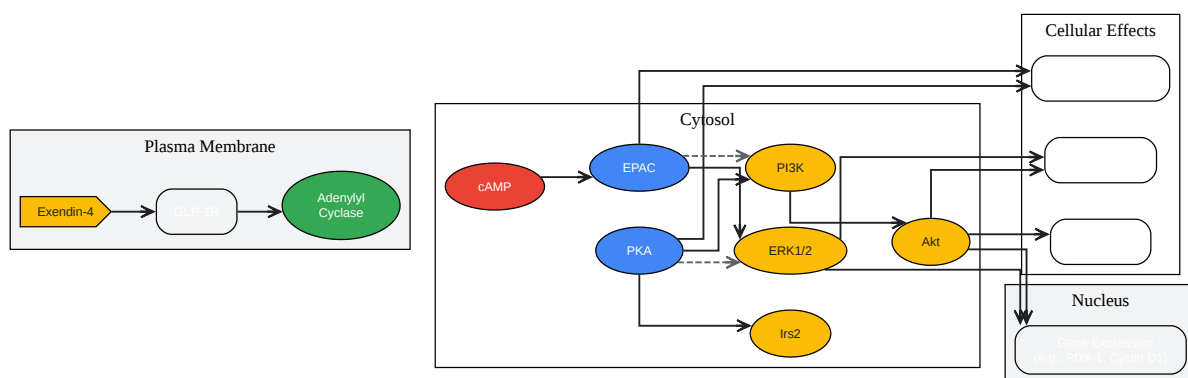 Plasma Membrane
Exendin-4
GLP-1R
Adenylyl
Cyclase
Cytosol
cAMP
EPAC
PKA
PI3K
ERK1/2
Irs2
Akt
Cellular Effects
Nucleus
Gene Expression
(e.g., PDX-1, Cyclin D1)